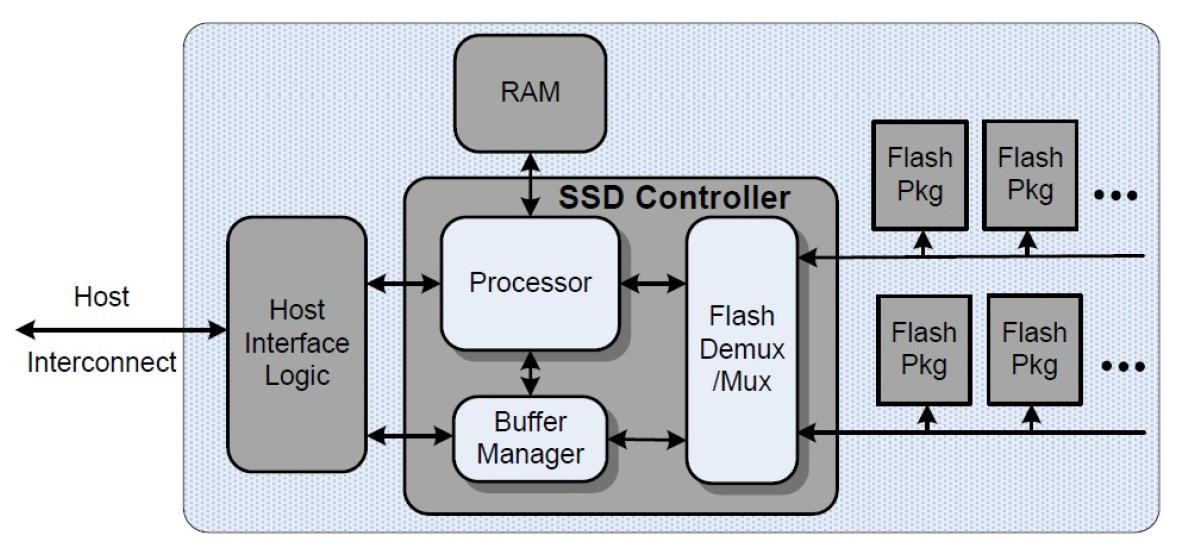 RAM
SSD Controller
Host
Interconnect
Host
Interface
Logic
Processor
Buffer
Manager
Flash
Demux
/Mux
Flash
Pkg
Flash
Pkg
•••
Flash
Pkg
Flash
Pkg
•••